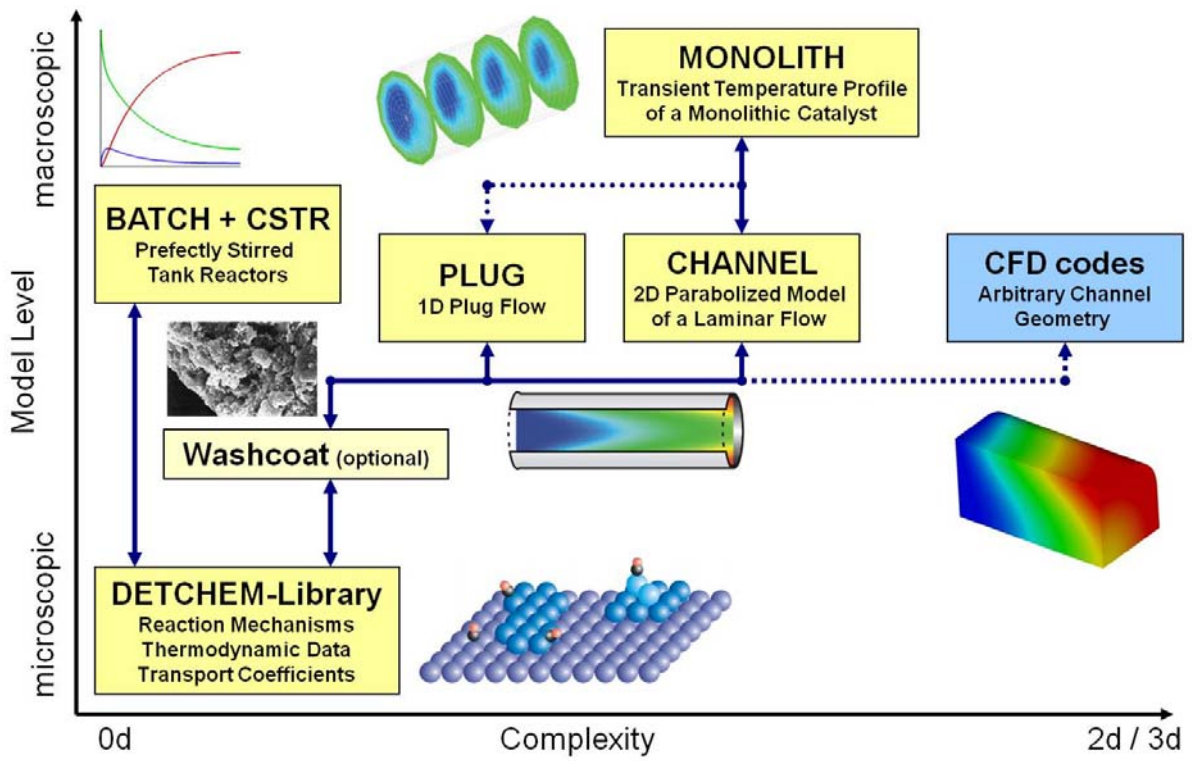 macroscopic
Model Level
microscopic
MONOLITH
Transient Temperature Profile
of a Monolithic Catalyst
BATCH + CSTR
Prefectly Stirred
Tank Reactors
PLUG
1D Plug Flow
CHANNEL
2D Parabolized Model
of a Laminar Flow
CFD codes
Arbitrary Channel
Geometry
Washcoat (optional)
DETCHEM-Library
Reaction Mechanisms
Thermodynamic Data
Transport Coefficients
0d
Complexity
2d / 3d